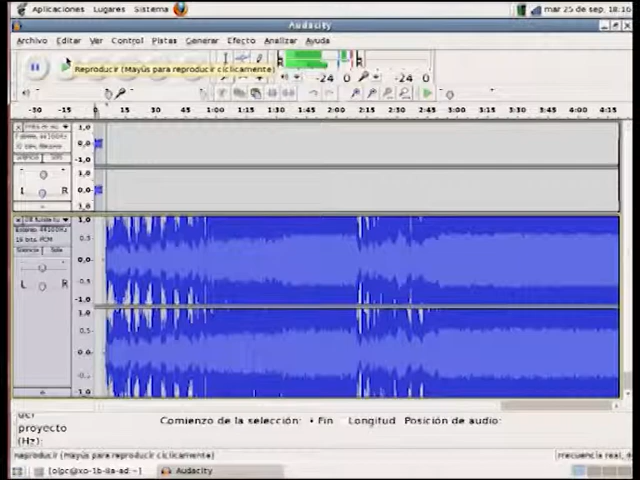 Aplicaciones Lugares Sistema mar 25 de sep, 18:16
Audacity
Archivo Editar Ver Control Pistas Generar Efecto Analizar Ayuda
Reproducir (Mayús para reproducir cíclicamente)
R R
-24 0 -24 0
-30 -15 0 15 30 45 1:00 1:15 1:30 1:45 2:00 2:15 2:30 2:45 3:00 3:15 3:30 3:45 4:00 4:15
1,0
0,0
-1,0
Silencio Solo
L R
1,0
0,0
1,0
Estéreo, 44100Hz
16 bits, PCM
Silencio Solo
L R
1,0
0,5
0,0
-0,5
-1,0
1,0
0,5
0,0
-0,5
-1,0
proyecto
(Hz):
Comienzo de la selección: Fin Longitud Posición de audio:
Reproducir (Mayús para reproducir cíclicamente)
[olpc@xo-1b-8a-ad:~] Audacity